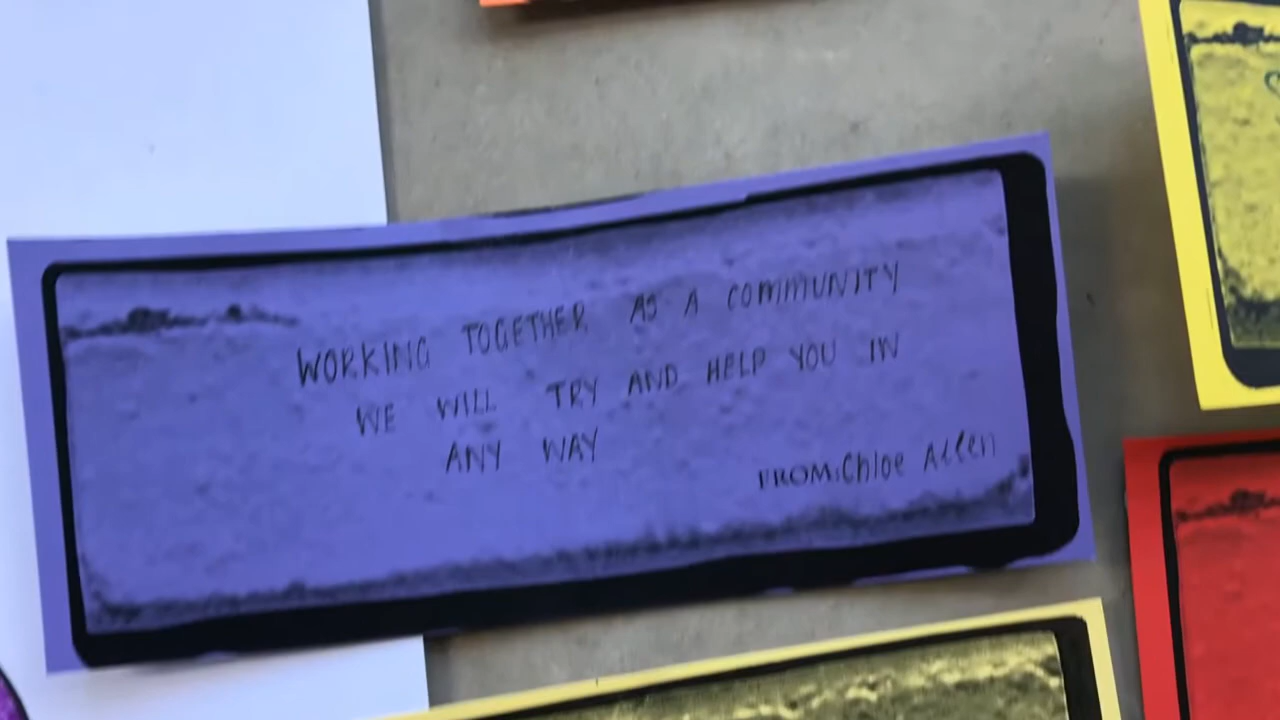 WORKING TOGETHER AS A COMMUNITY
WE WILL TRY AND HELP YOU IN
ANY WAY
FROM: Chloe Allen